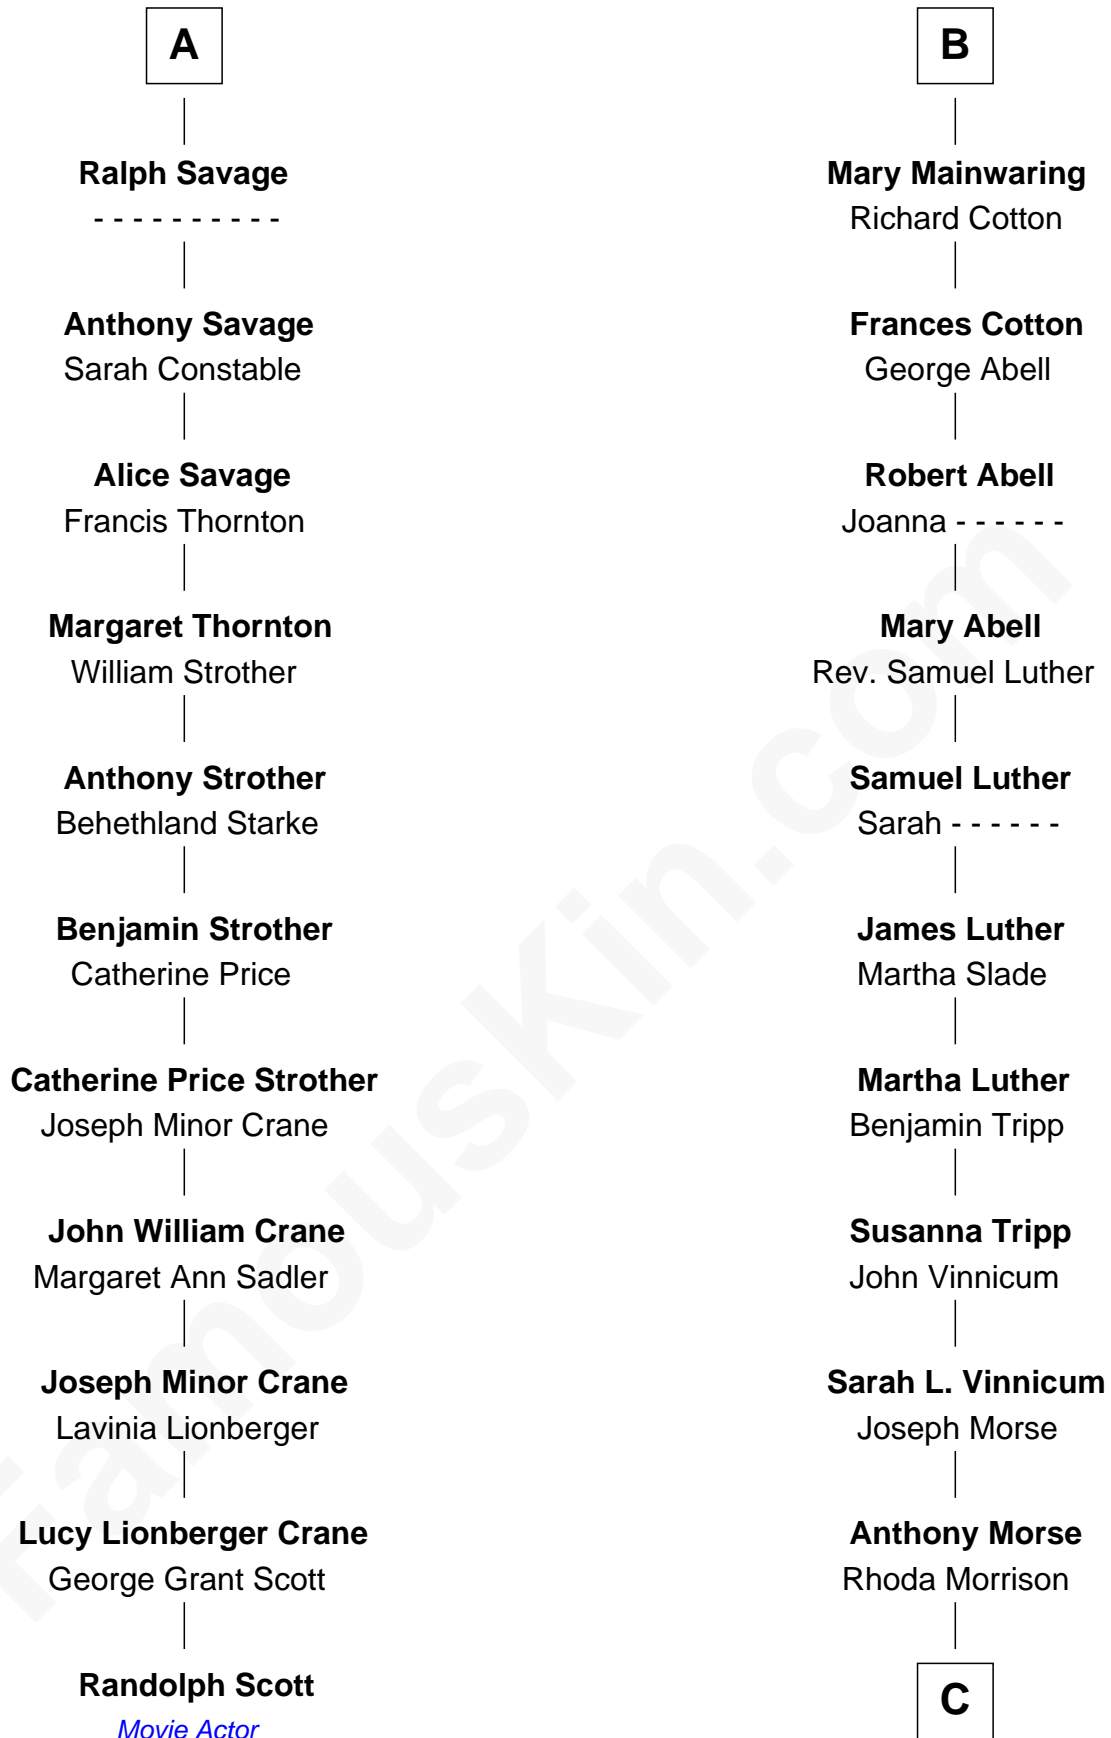 A
Ralph Savage
- - - - - - - - - -
Anthony Savage
Sarah Constable
Alice Savage
Francis Thornton
Margaret Thornton
William Strother
Anthony Strother
Behethland Starke
Benjamin Strother
Catherine Price
Catherine Price Strother
Joseph Minor Crane
John William Crane
Margaret Ann Sadler
Joseph Minor Crane
Lavinia Lionberger
Lucy Lionberger Crane
George Grant Scott
Randolph Scott
Movie Actor
B
Mary Mainwaring
Richard Cotton
Frances Cotton
George Abell
Robert Abell
Joanna - - - - - -
Mary Abell
Rev. Samuel Luther
Samuel Luther
Sarah - - - - - -
James Luther
Martha Slade
Martha Luther
Benjamin Tripp
Susanna Tripp
John Vinnicum
Sarah L. Vinnicum
Joseph Morse
Anthony Morse
Rhoda Morrison
C
FamousKin.com